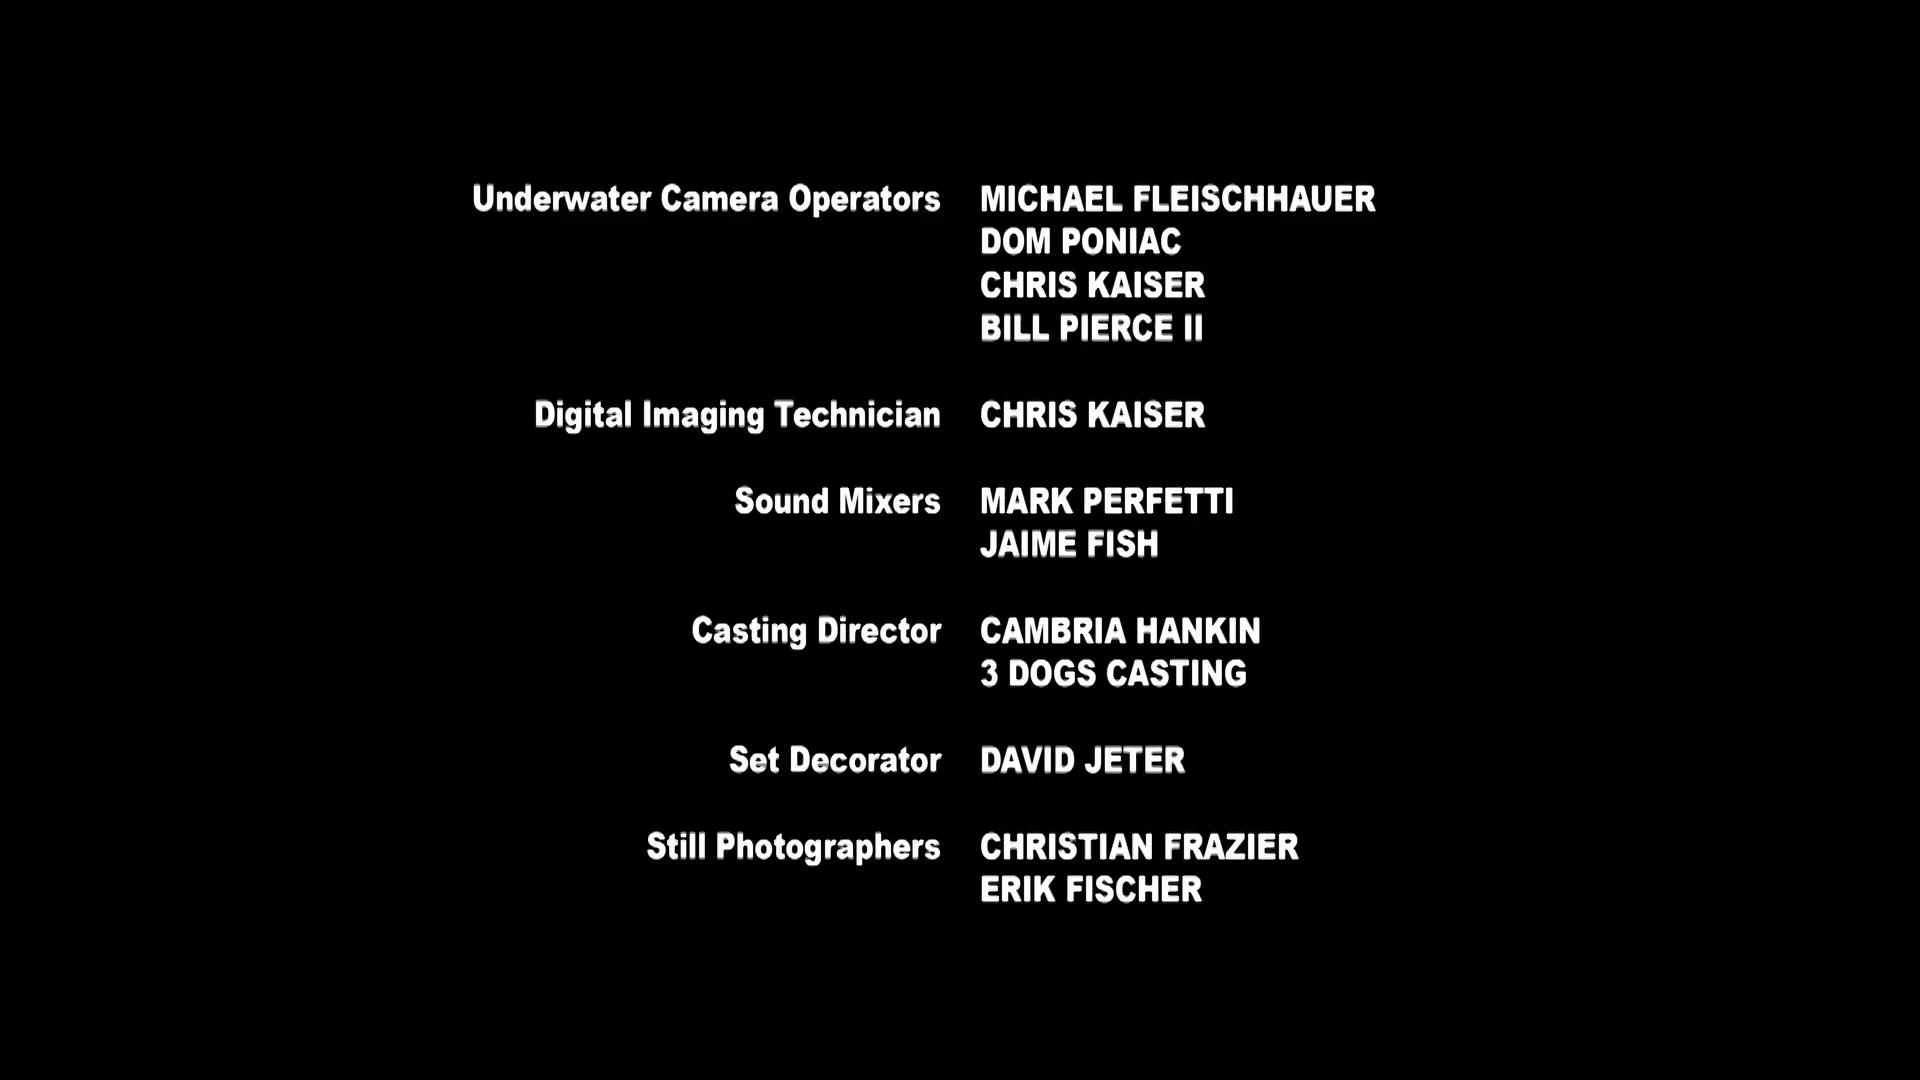 Underwater Camera Operators MICHAEL FLEISCHHAUER
DOM PONIAC
CHRIS KAISER
BILL PIERCE II
Digital Imaging Technician CHRIS KAISER
Sound Mixers MARK PERFETTI
JAIME FISH
Casting Director CAMBRIA HANKIN
3 DOGS CASTING
Set Decorator DAVID JETER
Still Photographers CHRISTIAN FRAZIER
ERIK FISCHER